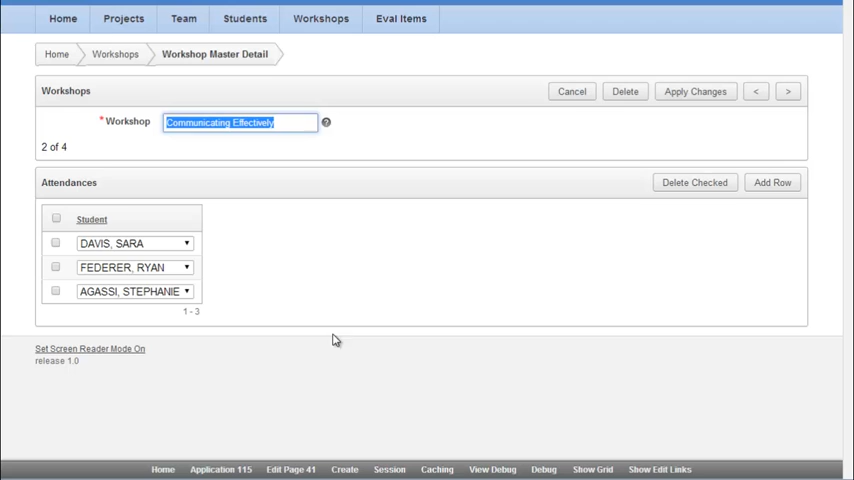 Home Projects Team Students Workshops Eval Items
Home Workshops Workshop Master Detail
Workshops Cancel Delete Apply Changes < >
* Workshop Communicating Effectively ?
2 of 4
Attendances Delete Checked Add Row
Student
DAVIS, SARA
FEDERER, RYAN
AGASSI, STEPHANIE
1 - 3
Set Screen Reader Mode On
release 1.0
Home Application 115 Edit Page 41 Create Session Caching View Debug Debug Show Grid Show Edit Links